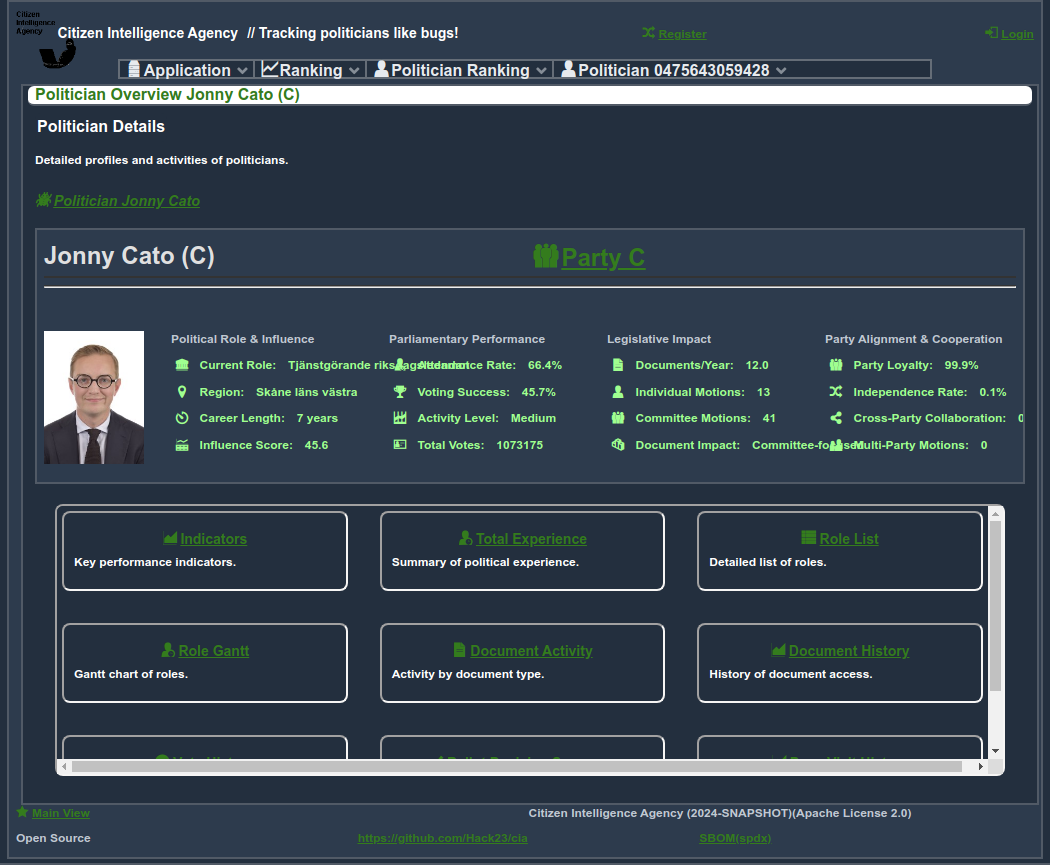 Citizen
Intelligence
Agency
Citizen Intelligence Agency // Tracking politicians like bugs!
Register
Login
Application
Ranking
Politician Ranking
Politician 0475643059428
Politician Overview Jonny Cato (C)
Politician Details
Detailed profiles and activities of politicians.
Politician Jonny Cato
Jonny Cato (C)
Party C
Political Role & Influence
Current Role: Tjänstgörande
Region: Skåne läns västra
Career Length: 7 years
Influence Score: 45.6
Parliamentary Performance
Attendance Rate: 66.4%
Voting Success: 45.7%
Activity Level: Medium
Total Votes: 1073175
Legislative Impact
Documents/Year: 12.0
Individual Motions: 13
Committee Motions: 41
Document Impact:
Party Alignment & Cooperation
Party Loyalty: 99.9%
Independence Rate: 0.1%
Cross-Party Collaboration:
Multi-Party Motions: 0
Indicators
Key performance indicators.
Total Experience
Summary of political experience.
Role List
Detailed list of roles.
Role Gantt
Gantt chart of roles.
Document Activity
Activity by document type.
Document History
History of document access.
Main View
Citizen Intelligence Agency (2024-SNAPSHOT)(Apache License 2.0)
Open Source
https://github.com/Hack23/cia
SBOM(spdx)